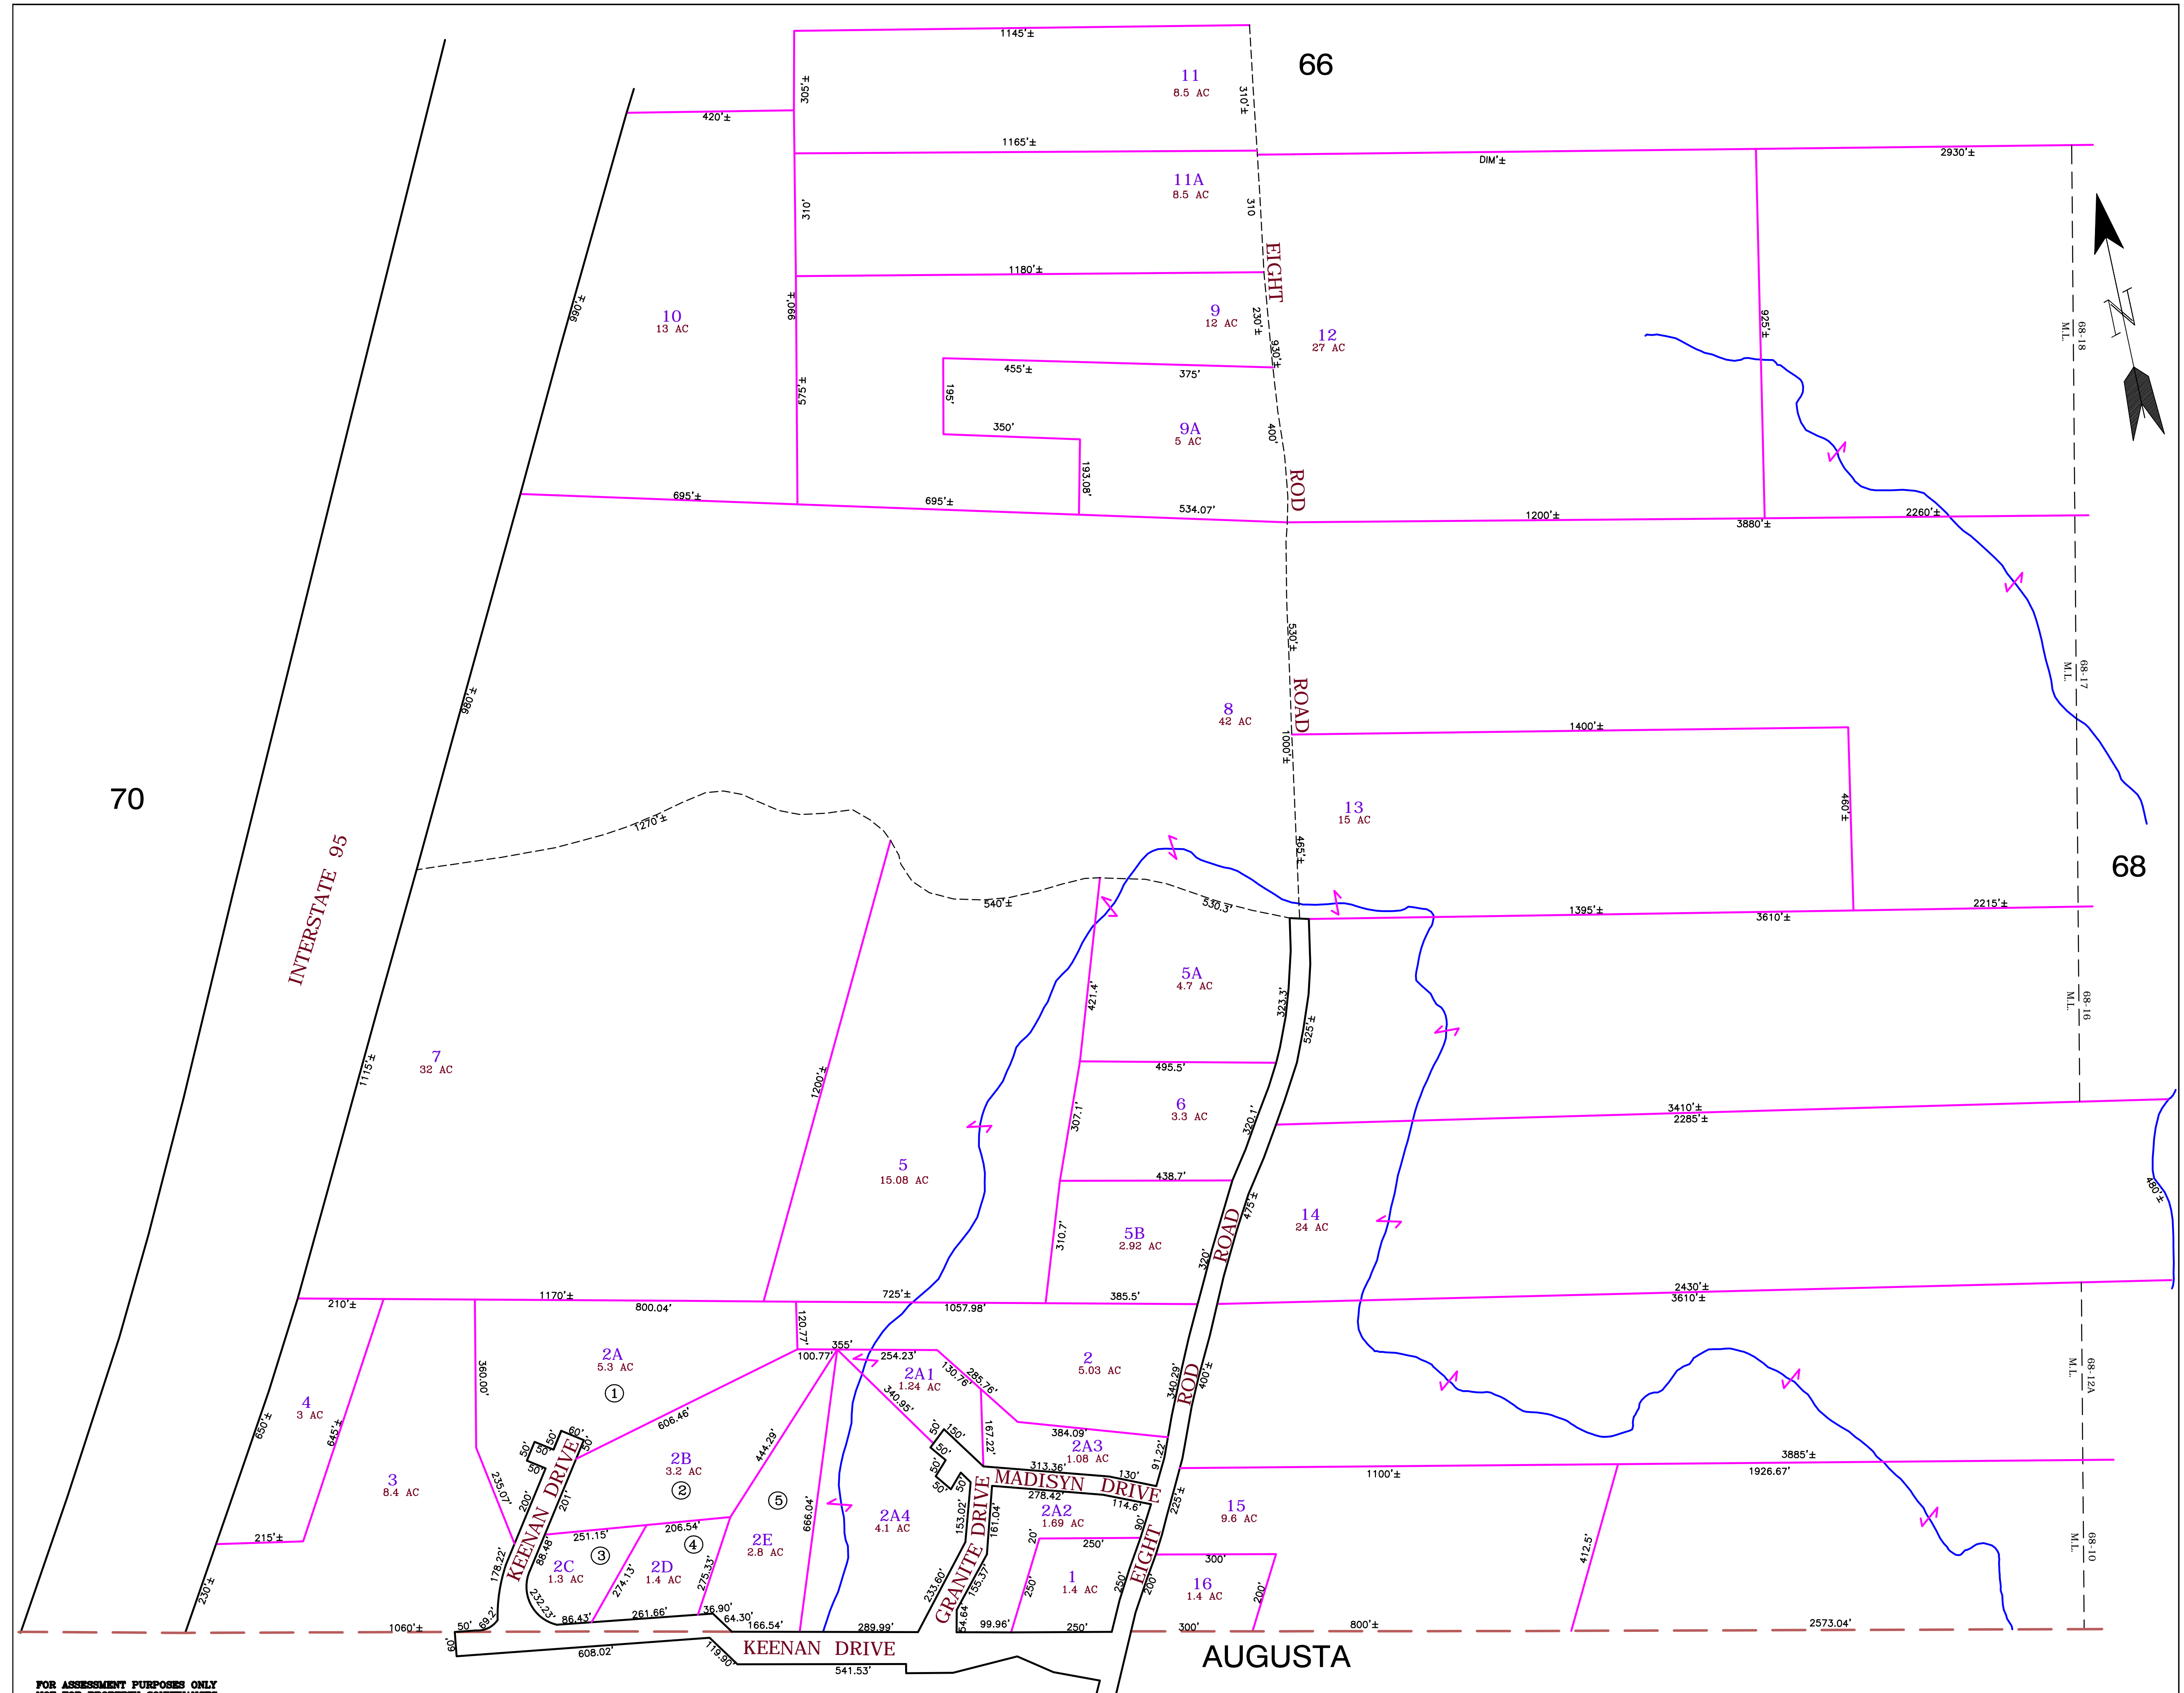 66
1145'±
11
8.5 AC
305'±
310'±
420'±
1165'±
DIM'±
2930'±
11A
8.5 AC
310'
310
EIGHT
1180'±
990'±
990'±
10
13 AC
9
12 AC
230'±
930'±
12
27 AC
925'±
68-18
M.L.
N
455'±
375'
575'±
195'
350'
9A
5 AC
400'
193.08'
ROD
695'±
695'±
534.07'
1200'±
3880'±
2260'±
530'±
68-17
M.L.
980'±
8
42 AC
ROAD
1000'±
1400'±
70
1270'±
13
15 AC
460'±
465'±
INTERSTATE 95
68
540'±
530.3'
1395'±
3610'±
2215'±
5A
4.7 AC
421.4'
323.3'
525'±
68-16
M.L.
7
32 AC
1115'±
1200'±
495.5'
6
3.3 AC
307.1'
320.1'
3410'±
2285'±
5
15.08 AC
438.7'
475'±
480'±
5B
2.92 AC
310.7'
320'
ROAD
14
24 AC
210'±
1170'±
800.04'
725'±
1057.98'
385.5'
2430'±
3610'±
120.77'
355'
100.77'
254.23'
2A
5.3 AC
1
360.00'
2A1
1.24 AC
130.76'
285.76'
2
5.03 AC
340.29'
ROD
400'±
68-12A
M.L.
4
3 AC
650'±
645'±
606.46'
340.95'
444.29'
384.09'
167.22'
2A3
1.08 AC
91.22'
50'
50'
50'
50'
60'
50'
50'
50'
50'
50'
50'
150'
313.36'
130'
MADISYN DRIVE
278.42'
114.6'
1100'±
3885'±
1926.67'
3
8.4 AC
235.07'
2B
3.2 AC
2
5
200'
201'
KEENAN DRIVE
666.04'
2A4
4.1 AC
153.02'
161.04'
GRANITE DRIVE
2A2
1.69 AC
90'
225'±
15
9.6 AC
215'±
251.15'
206.54'
3
4
2E
2.8 AC
20'
250'
EIGHT
300'
412.5'
68-10
M.L.
178.22'
88.48'
2C
1.3 AC
274.13'
2D
1.4 AC
275.33'
233.60'
155.37'
250'
1
1.4 AC
250'
200'
16
1.4 AC
200'
230'±
232.23'
69.2'
1060'±
50'
86.43'
261.66'
36.90'
64.30'
166.54'
289.99'
54.64'
99.96'
250'
300'
800'±
2573.04'
60'
608.02'
119.90'
KEENAN DRIVE
541.53'
AUGUSTA
FOR ASSESSMENT PURPOSES ONLY